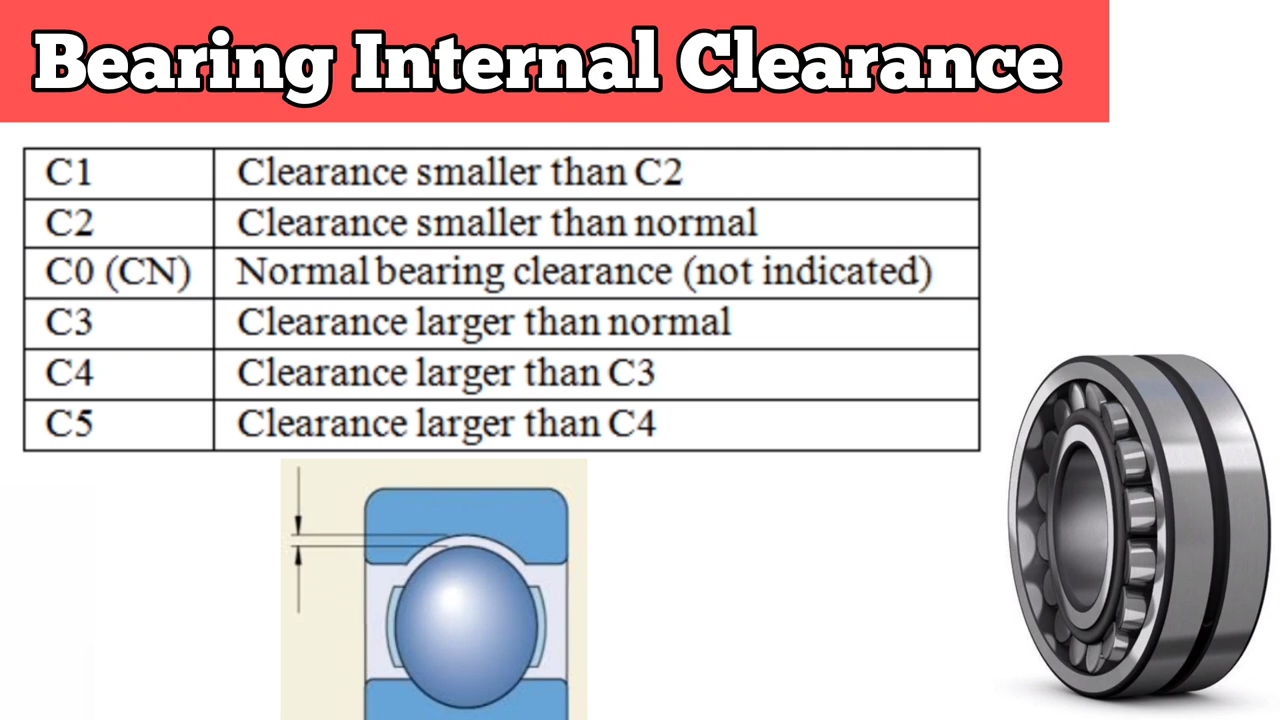 Bearing Internal Clearance
C1 Clearance smaller than C2
C2 Clearance smaller than normal
C0 (CN) Normal bearing clearance (not indicated)
C3 Clearance larger than normal
C4 Clearance larger than C3
C5 Clearance larger than C4